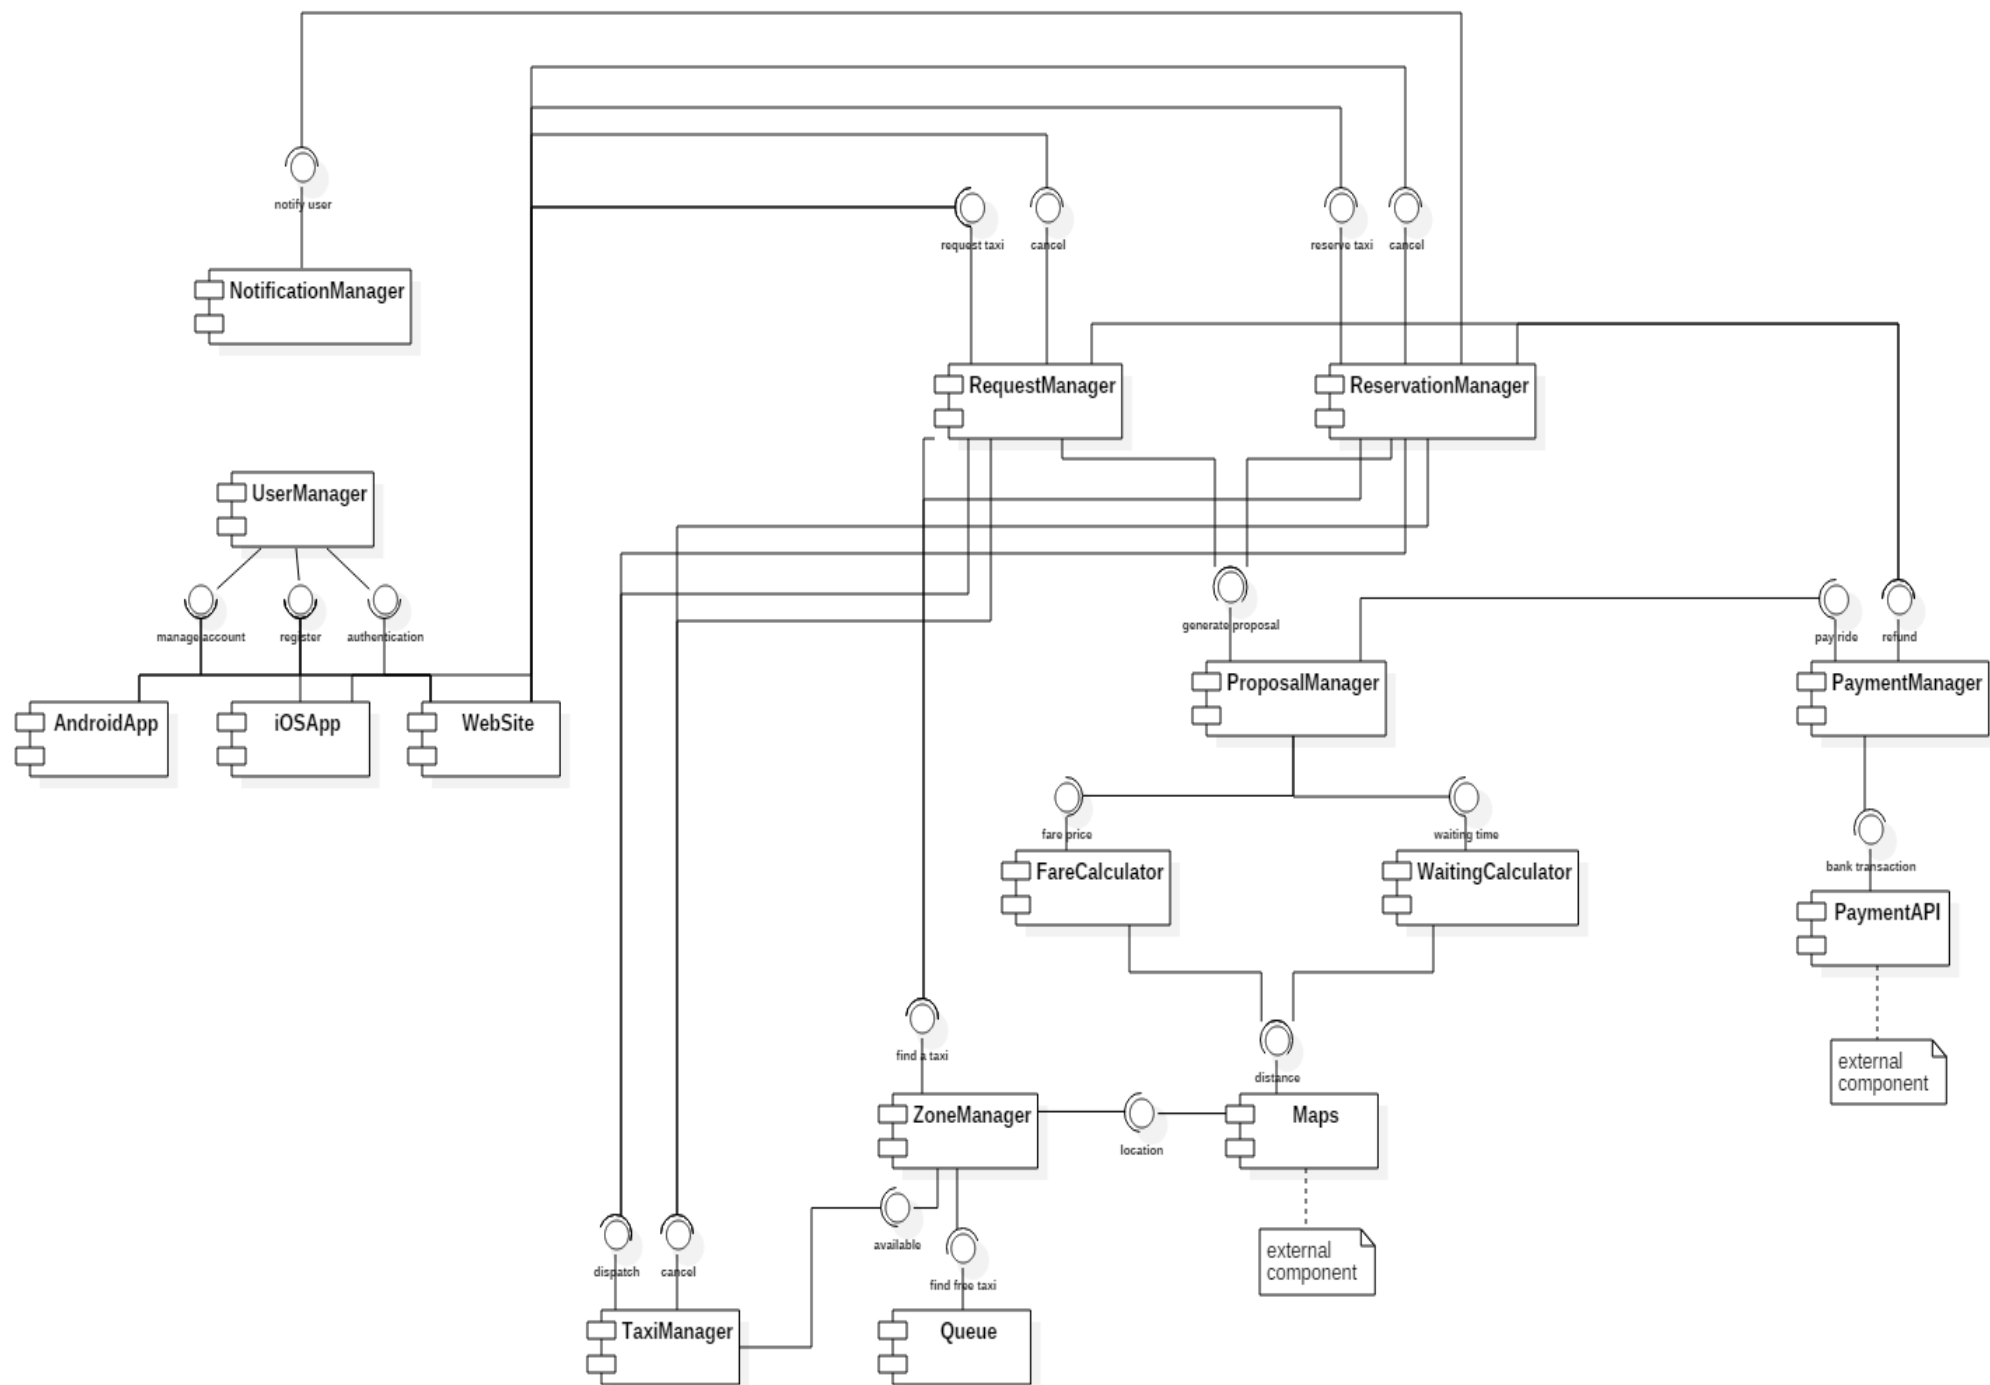 notify user
request taxi
cancel
reserve taxi
cancel
NotificationManager
RequestManager
ReservationManager
UserManager
manage account
register
authentication
generate proposal
pay ride
refund
AndroidApp
iOSApp
WebSite
ProposalManager
PaymentManager
fare price
waiting time
FareCalculator
WaitingCalculator
bank transaction
PaymentAPI
find a taxi
distance
external
component
ZoneManager
Maps
location
available
dispatch
cancel
find free taxi
external
component
TaxiManager
Queue